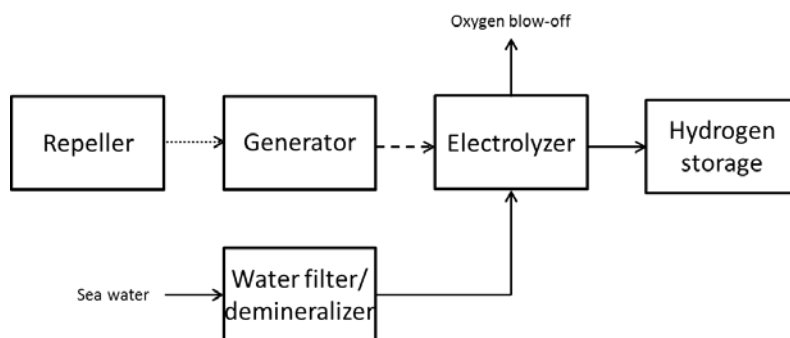 Oxygen blow-off
Repeller
Generator
Electrolyzer
Hydrogen
storage
Sea water
Water filter/
demineralizer